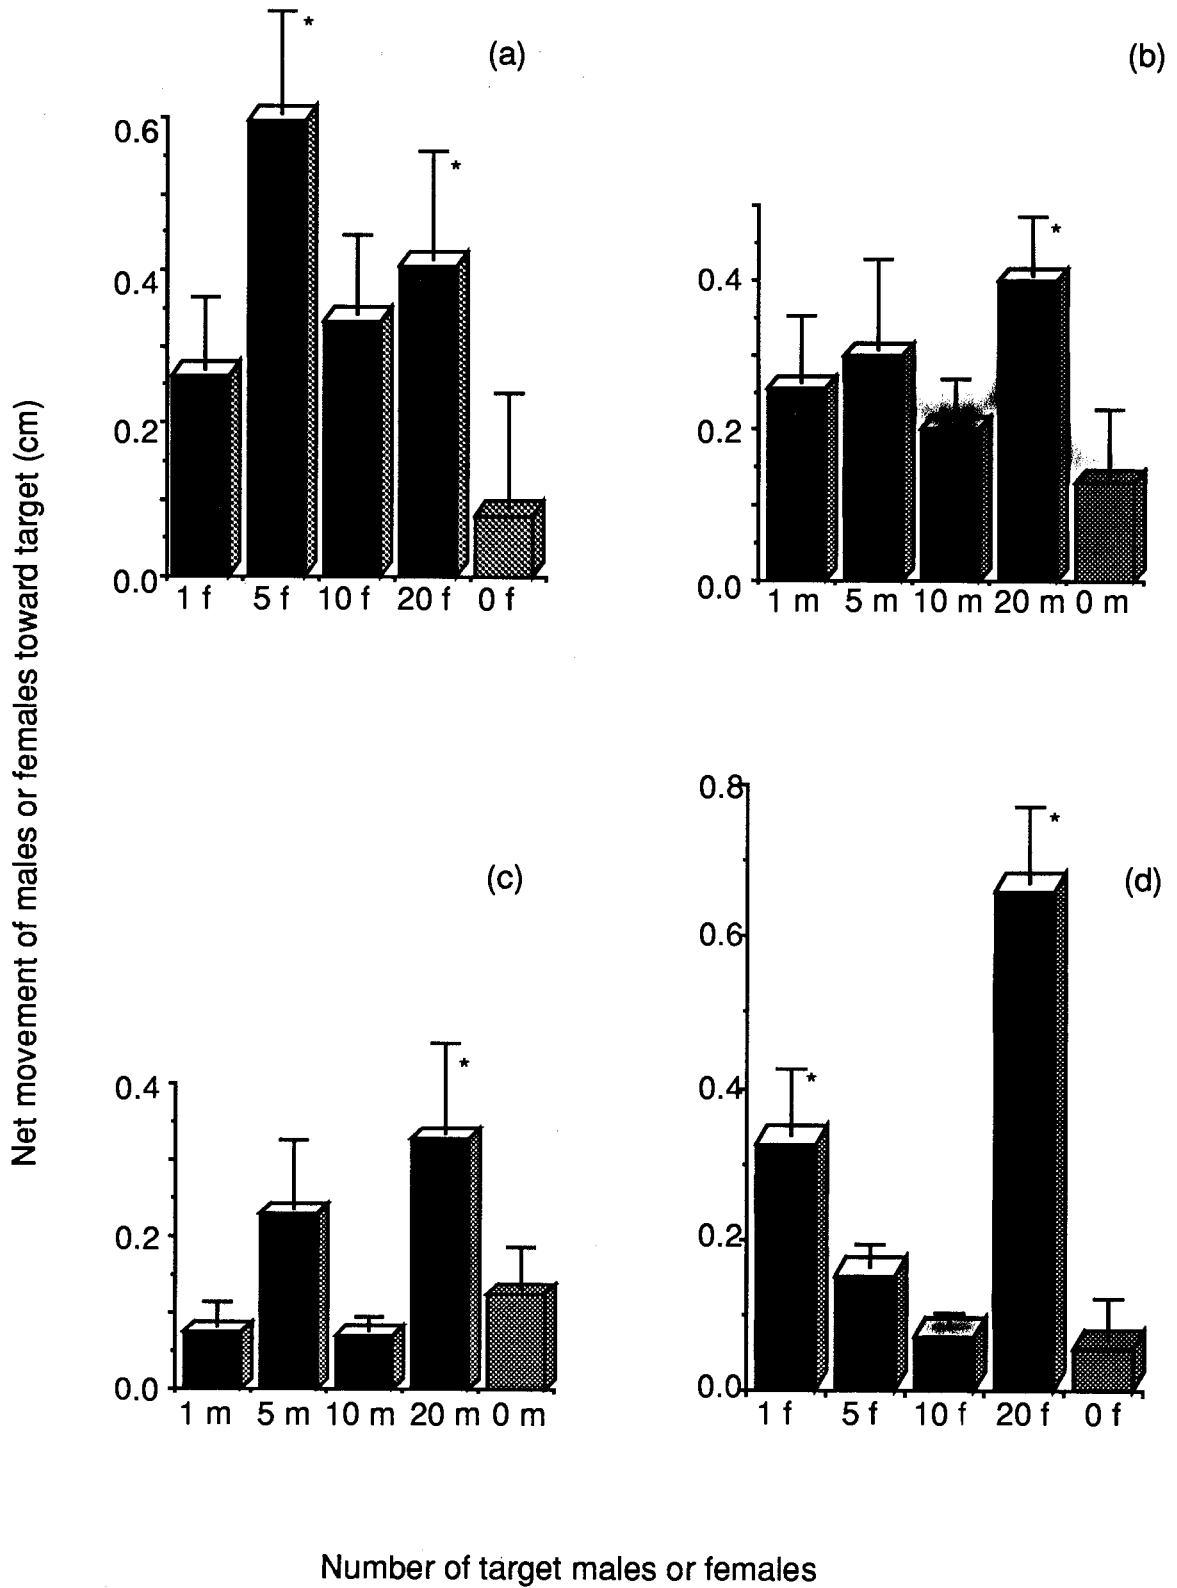 Net movement of males or females toward target (cm)
(a)
*
*
0.6
0.4
0.2
0.0
1 f 5 f 10 f 20 f 0 f
(b)
*
0.4
0.2
0.0
1 m 5 m 10 m 20 m 0 m
(c)
*
0.4
0.2
0.0
1 m 5 m 10 m 20 m 0 m
(d)
*
*
0.8
0.6
0.4
0.2
0.0
1 f 5 f 10 f 20 f 0 f
Number of target males or females